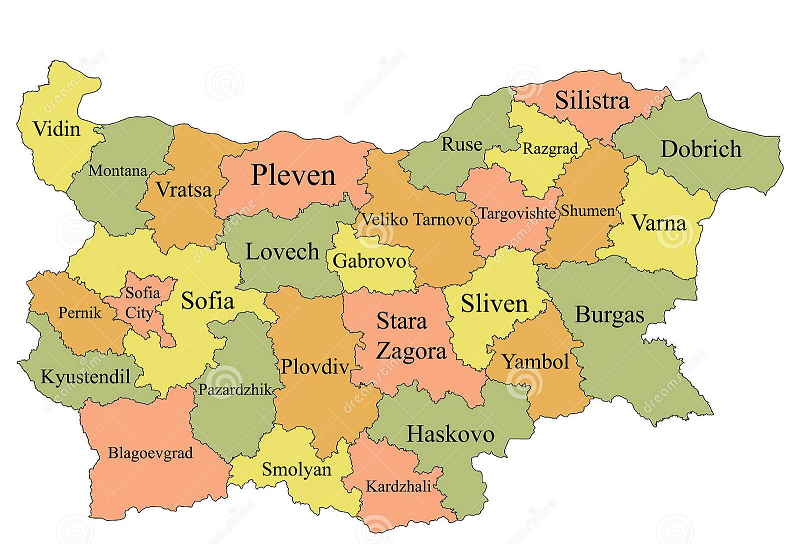 Vidin
Montana
Vratsa
Pleven
Ruse
Silistra
Razgrad
Dobrich
Veliko Tarnovo
Targovishte
Shumen
Varna
Lovech
Gabrovo
Sofia
City
Sofia
Pernik
Sliven
Burgas
Stara
Zagora
Plovdiv
Yambol
Kyustendil
Pazardzhik
Haskovo
Blagoevgrad
Smolyan
Kardzhali